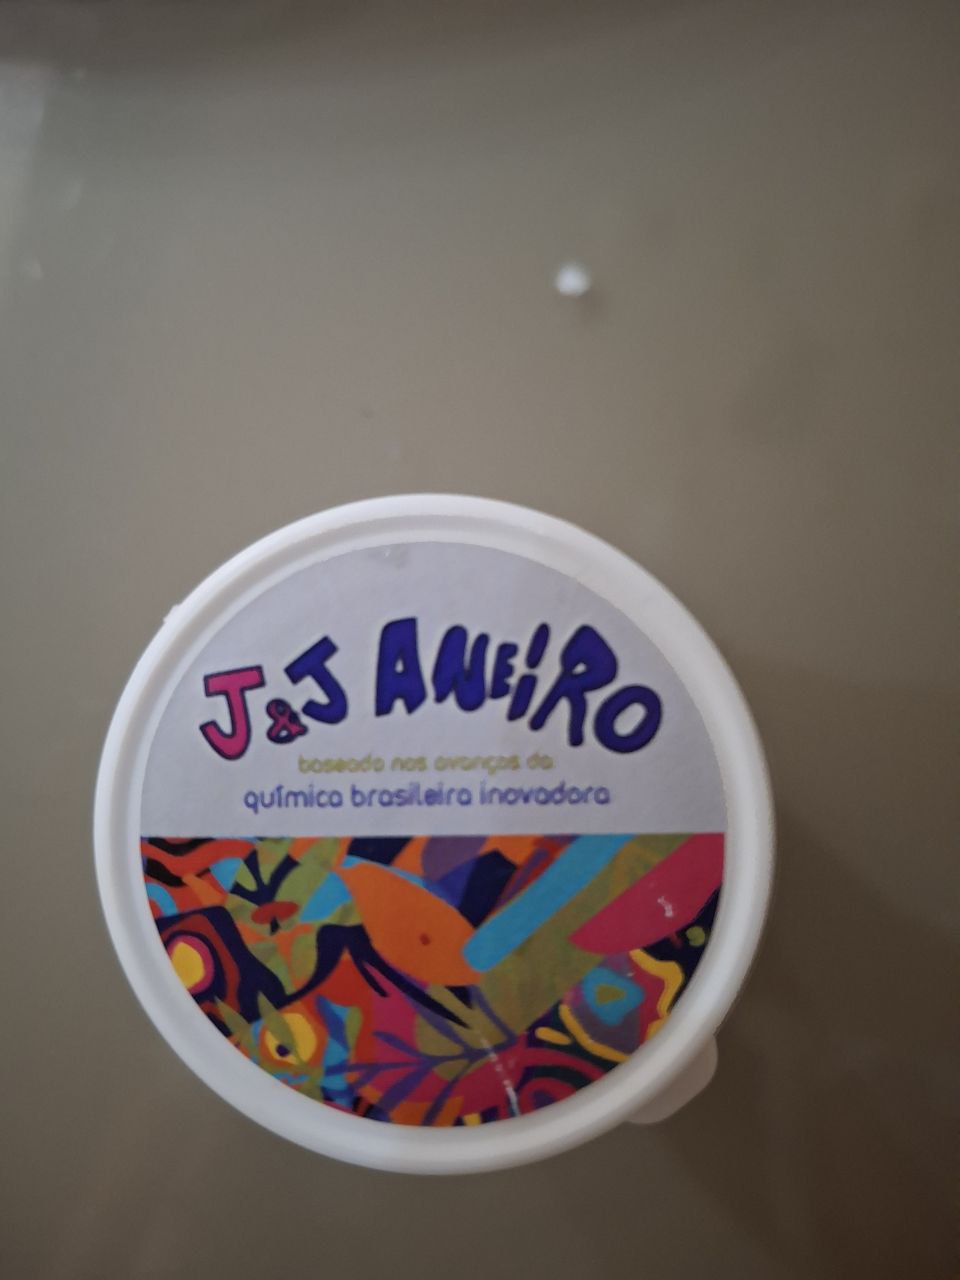 J&J ANEiRO
baseado nos avanços da
química brasileira inovadora